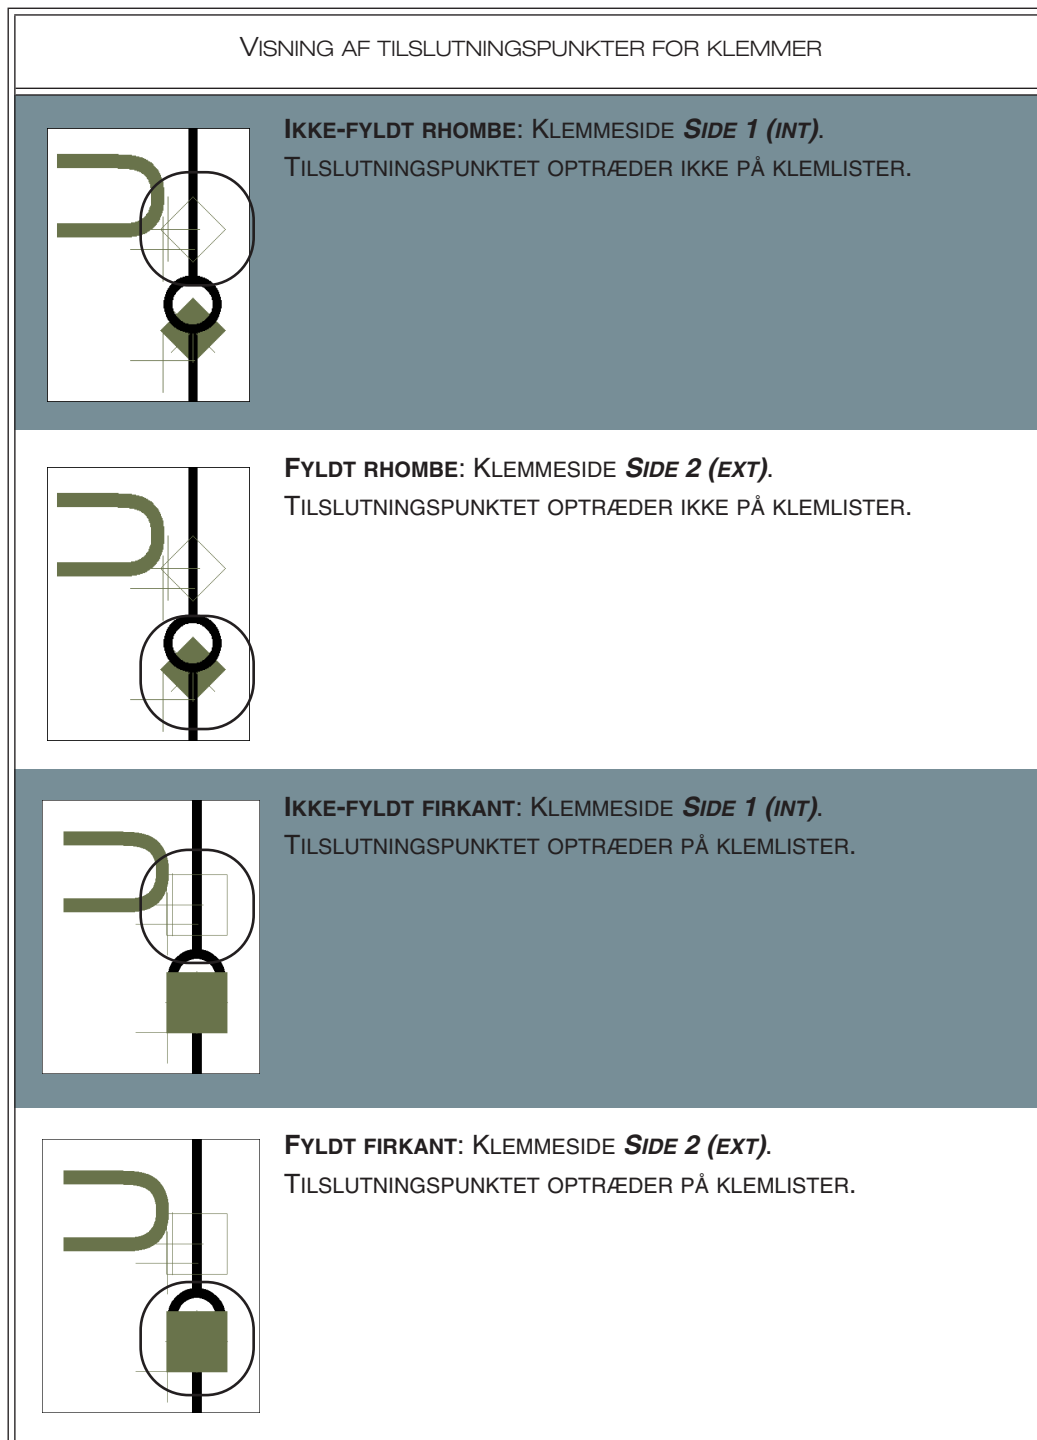 VISNING AF TILSLUTNINGSPUNKTER FOR KLEMMER
IKKE-FYLDT RHOMBE: KLEMMESIDE SIDE 1 (INT).
TILSLUTNINGSPUNKTET OPTRÆDER IKKE PÅ KLEMLISTER.
FYLDT RHOMBE: KLEMMESIDE SIDE 2 (EXT).
TILSLUTNINGSPUNKTET OPTRÆDER IKKE PÅ KLEMLISTER.
IKKE-FYLDT FIRKANT: KLEMMESIDE SIDE 1 (INT).
TILSLUTNINGSPUNKTET OPTRÆDER PÅ KLEMLISTER.
FYLDT FIRKANT: KLEMMESIDE SIDE 2 (EXT).
TILSLUTNINGSPUNKTET OPTRÆDER PÅ KLEMLISTER.